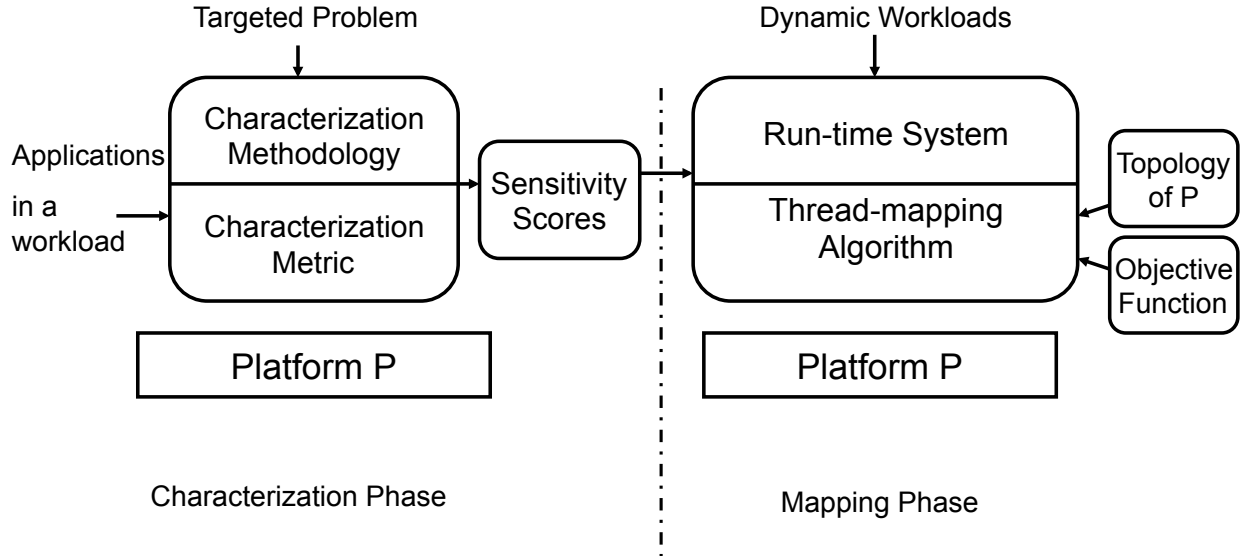 Targeted Problem
Dynamic Workloads
Characterization
Methodology
Applications
in a
workload
Characterization
Metric
Sensitivity
Scores
Run-time System
Thread-mapping
Algorithm
Topology
of P
Objective
Function
Platform P
Platform P
Characterization Phase
Mapping Phase